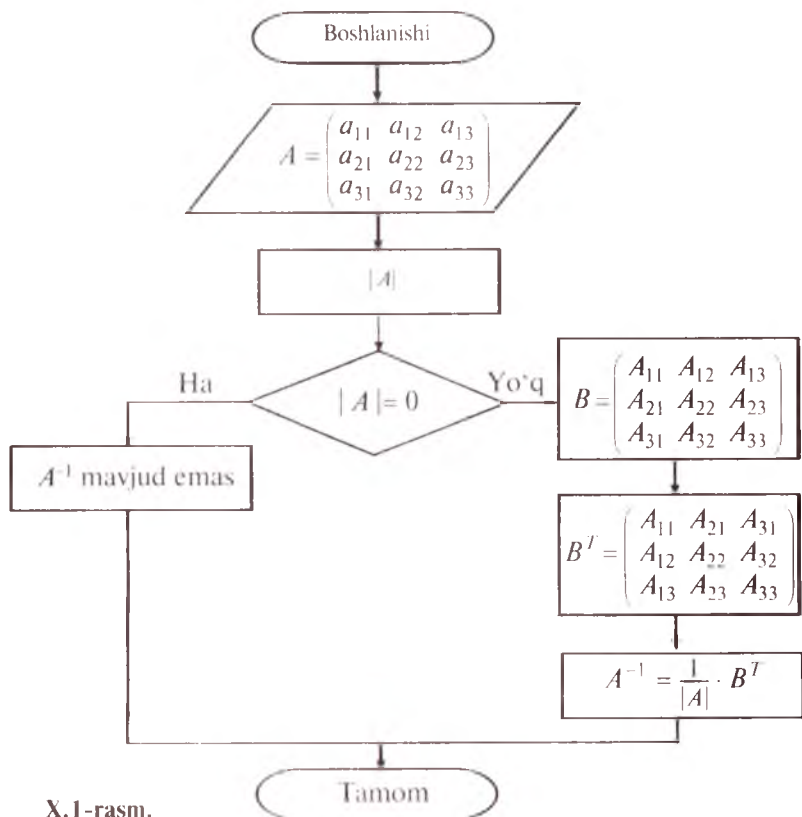 Boshlanishi
A = ( a₁₁ a₁₂ a₁₃
a₂₁ a₂₂ a₂₃
a₃₁ a₃₂ a₃₃ )
|A|
Ha
| A |= 0
Yo‘q
B = ( A₁₁ A₁₂ A₁₃
A₂₁ A₂₂ A₂₃
A₃₁ A₃₂ A₃₃ )
A⁻¹ mavjud emas
Bᵀ = ( A₁₁ A₂₁ A₃₁
A₁₂ A₂₂ A₃₂
A₁₃ A₂₃ A₃₃ )
A⁻¹ = 1/|A| · Bᵀ
Tamom
X.1-rasm.